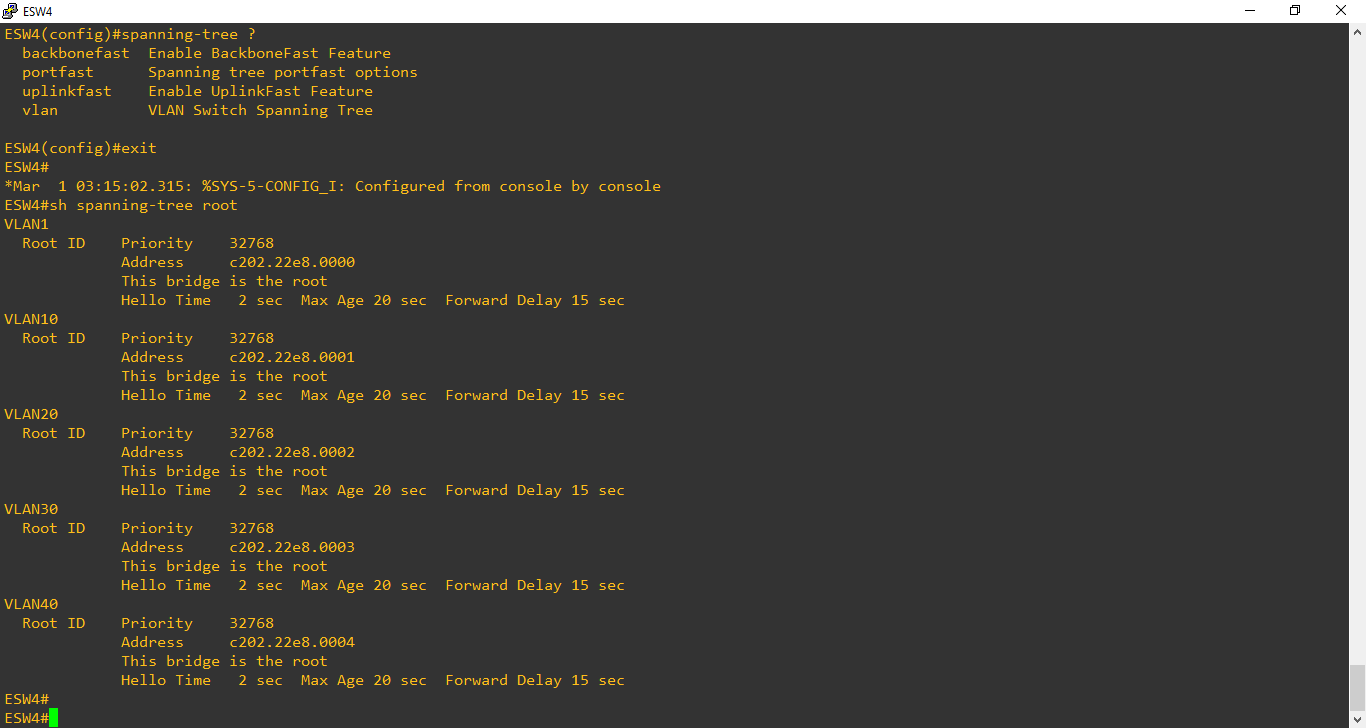 ESW4
ESW4(config)#spanning-tree ?
  backbonefast  Enable BackboneFast Feature
  portfast      Spanning tree portfast options
  uplinkfast    Enable UplinkFast Feature
  vlan          VLAN Switch Spanning Tree

ESW4(config)#exit
ESW4#
*Mar  1 03:15:02.315: %SYS-5-CONFIG_I: Configured from console by console
ESW4#sh spanning-tree root
VLAN1
  Root ID    Priority    32768
             Address     c202.22e8.0000
             This bridge is the root
             Hello Time   2 sec  Max Age 20 sec  Forward Delay 15 sec
VLAN10
  Root ID    Priority    32768
             Address     c202.22e8.0001
             This bridge is the root
             Hello Time   2 sec  Max Age 20 sec  Forward Delay 15 sec
VLAN20
  Root ID    Priority    32768
             Address     c202.22e8.0002
             This bridge is the root
             Hello Time   2 sec  Max Age 20 sec  Forward Delay 15 sec
VLAN30
  Root ID    Priority    32768
             Address     c202.22e8.0003
             This bridge is the root
             Hello Time   2 sec  Max Age 20 sec  Forward Delay 15 sec
VLAN40
  Root ID    Priority    32768
             Address     c202.22e8.0004
             This bridge is the root
             Hello Time   2 sec  Max Age 20 sec  Forward Delay 15 sec
ESW4#
ESW4#